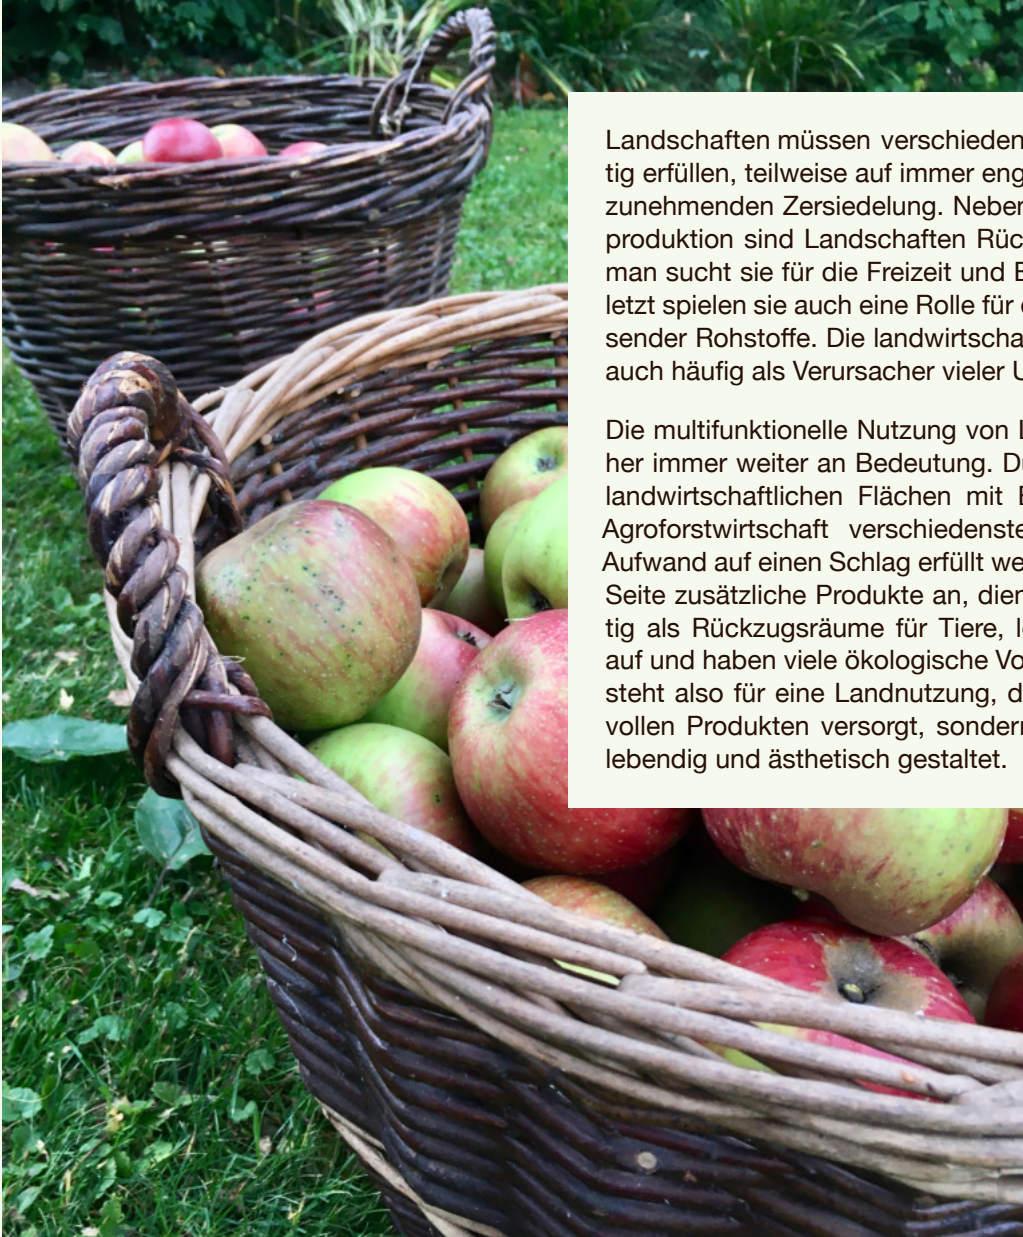 Landschaften müssen verschieden
tig erfüllen, teilweise auf immer eng
zunehmenden Zersiedelung. Neben
produktion sind Landschaften Rüc
man sucht sie für die Freizeit und E
letzt spielen sie auch eine Rolle für
sender Rohstoffe. Die landwirtscha
auch häufig als Verursacher vieler U
Die multifunktionelle Nutzung von L
her immer weiter an Bedeutung. Du
landwirtschaftlichen Flächen mit
Agroforstwirtschaft verschiedenste
Aufwand auf einen Schlag erfüllt we
Seite zusätzliche Produkte an, dien
tig als Rückzugsräume für Tiere, l
auf und haben viele ökologische Vo
steht also für eine Landnutzung, d
vollen Produkten versorgt, sondern
lebendig und ästhetisch gestaltet.